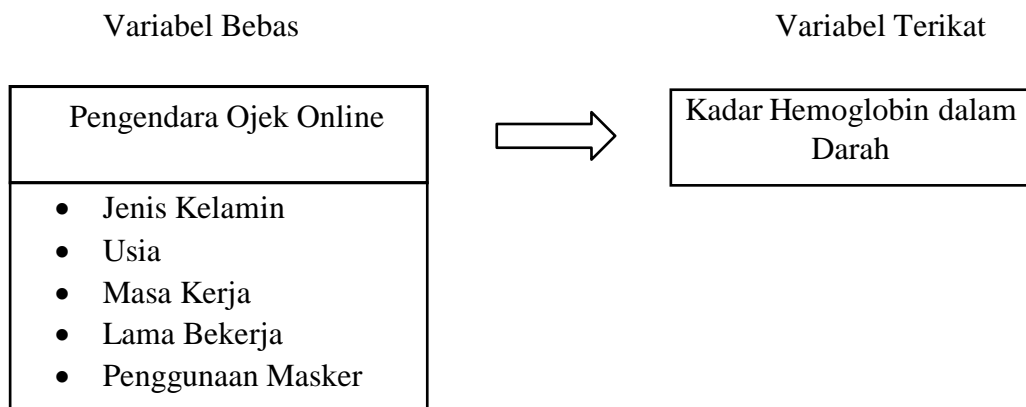 Variabel Bebas
Variabel Terikat
Pengendara Ojek Online
• Jenis Kelamin
• Usia
• Masa Kerja
• Lama Bekerja
• Penggunaan Masker
Kadar Hemoglobin dalam
Darah